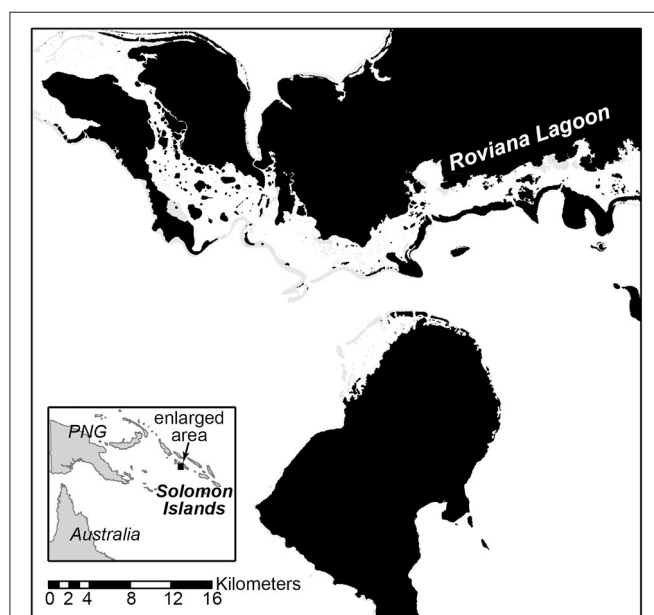 Roviana Lagoon
enlarged
area
PNG
Solomon
Islands
Australia
Kilometers
0 2 4 8 12 16